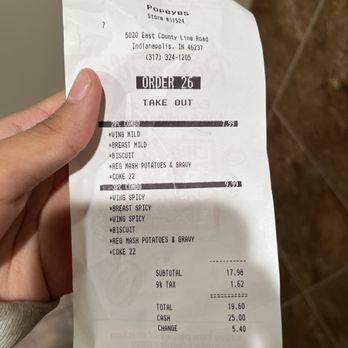 Popeyes
Store #11524
7
5020 East County Line Road
Indianapolis, IN 46237
(317) 324-1205
ORDER 26
TAKE OUT
2PC COMBO 7.99
*WING MILD
*BREAST MILD
*BISCUIT
*REG MASH POTATOES & GRAVY
*COKE 22
3PC COMBO 9.99
*WING SPICY
*BREAST SPICY
*WING SPICY
*BISCUIT
*REG MASH POTATOES & GRAVY
*COKE 22
SUBTOTAL 17.98
9% TAX 1.62
TOTAL 19.60
CASH 25.00
CHANGE 5.40